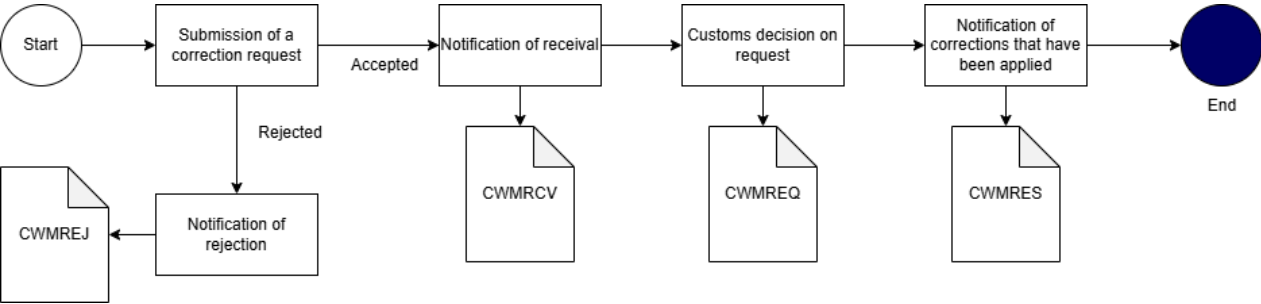 Start
Submission of a
correction request
Accepted
Notification of receival
Customs decision on
request
Notification of
corrections that have
been applied
End
Rejected
CWMREJ
Notification of
rejection
CWMRCV
CWMREQ
CWMRES